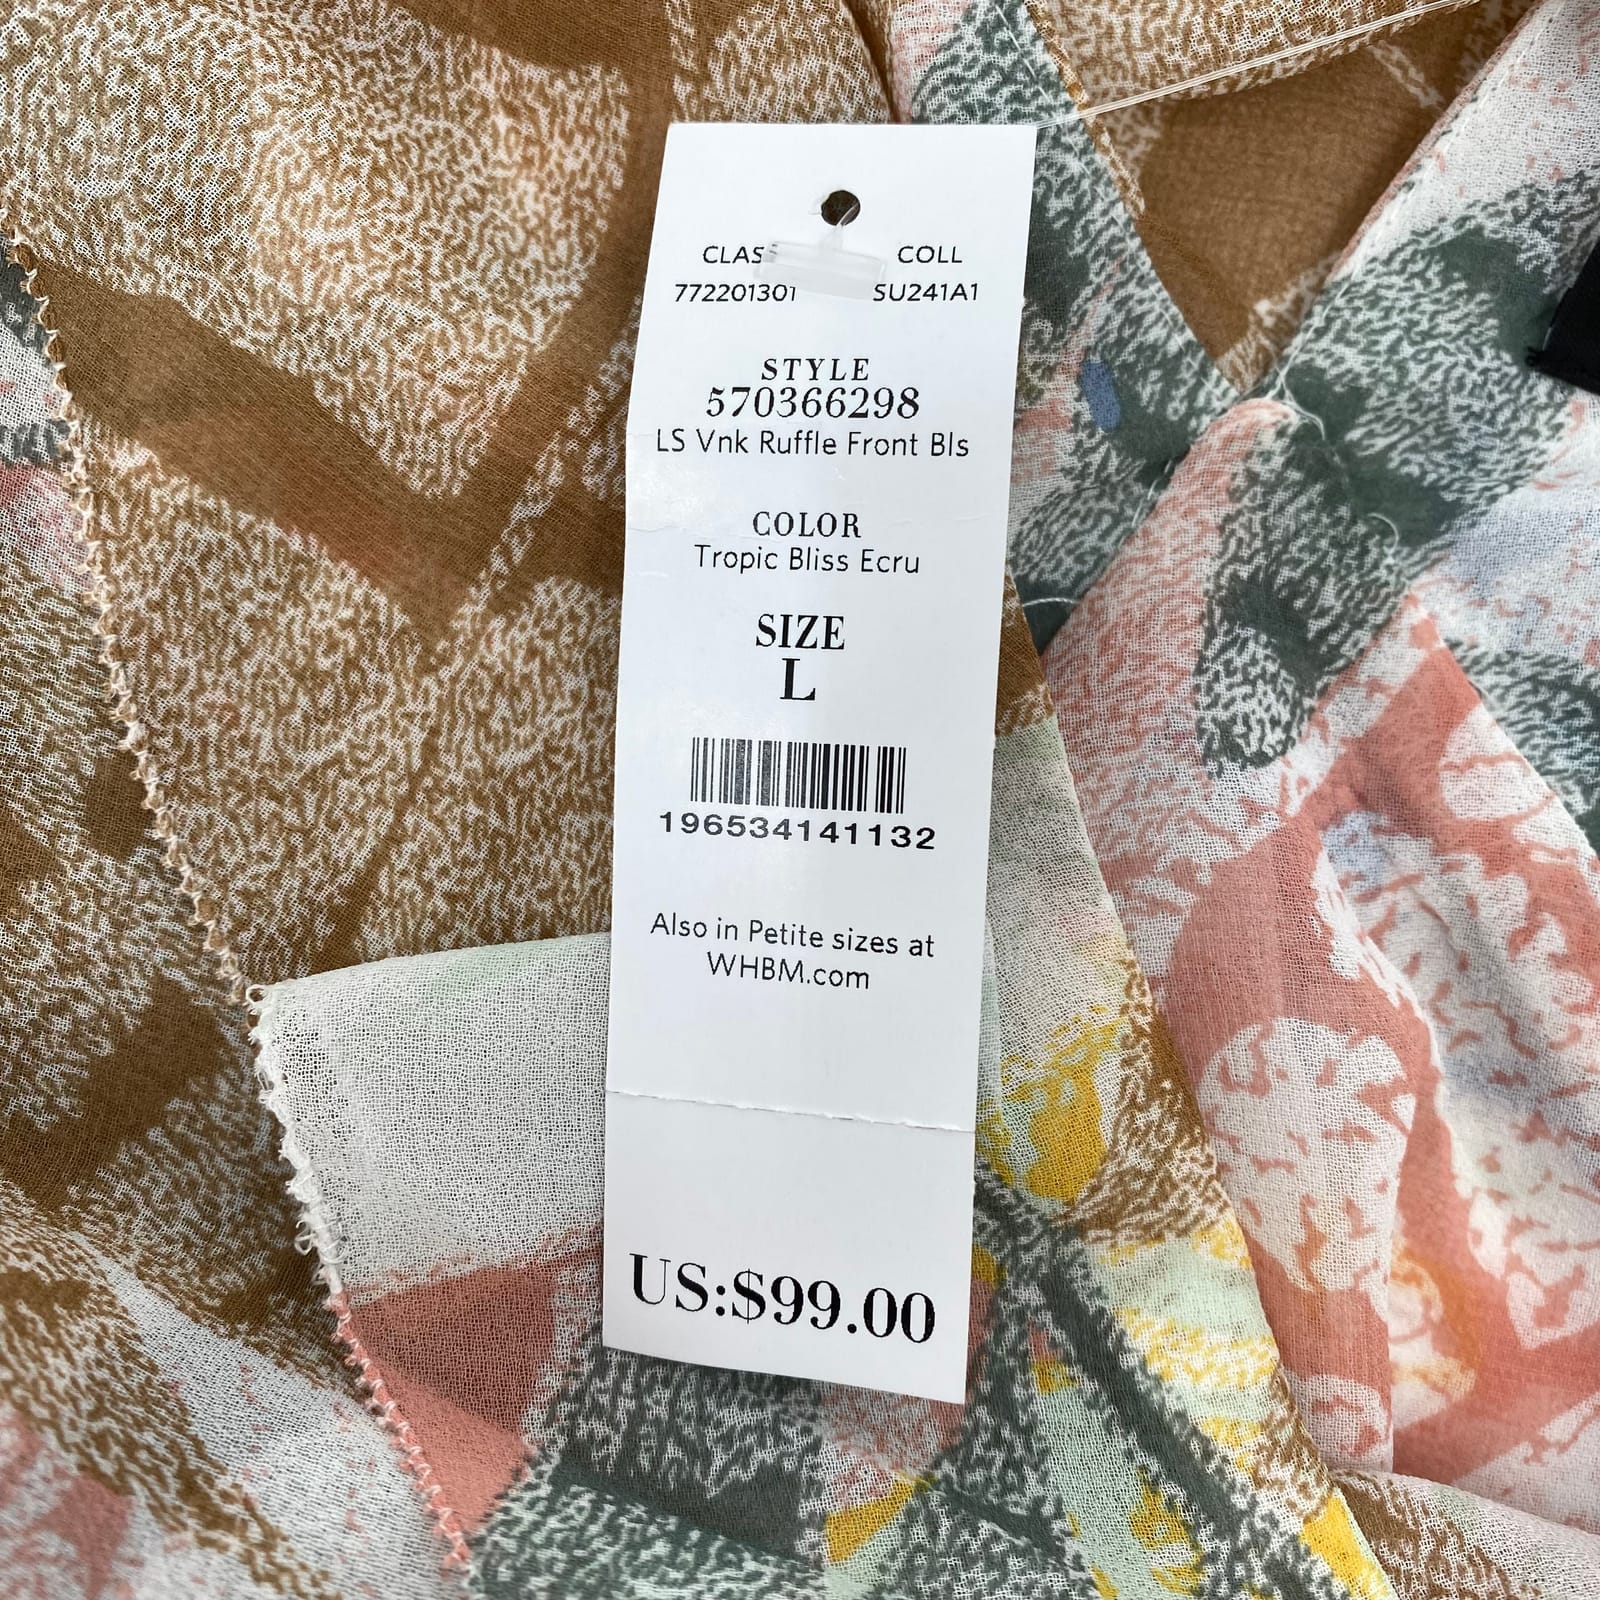 CLASS COLL
772201301 SU241A1
STYLE
570366298
LS Vnk Ruffle Front Bls
COLOR
Tropic Bliss Ecru
SIZE
L
196534141132
Also in Petite sizes at
WHBM.com
US:$99.00